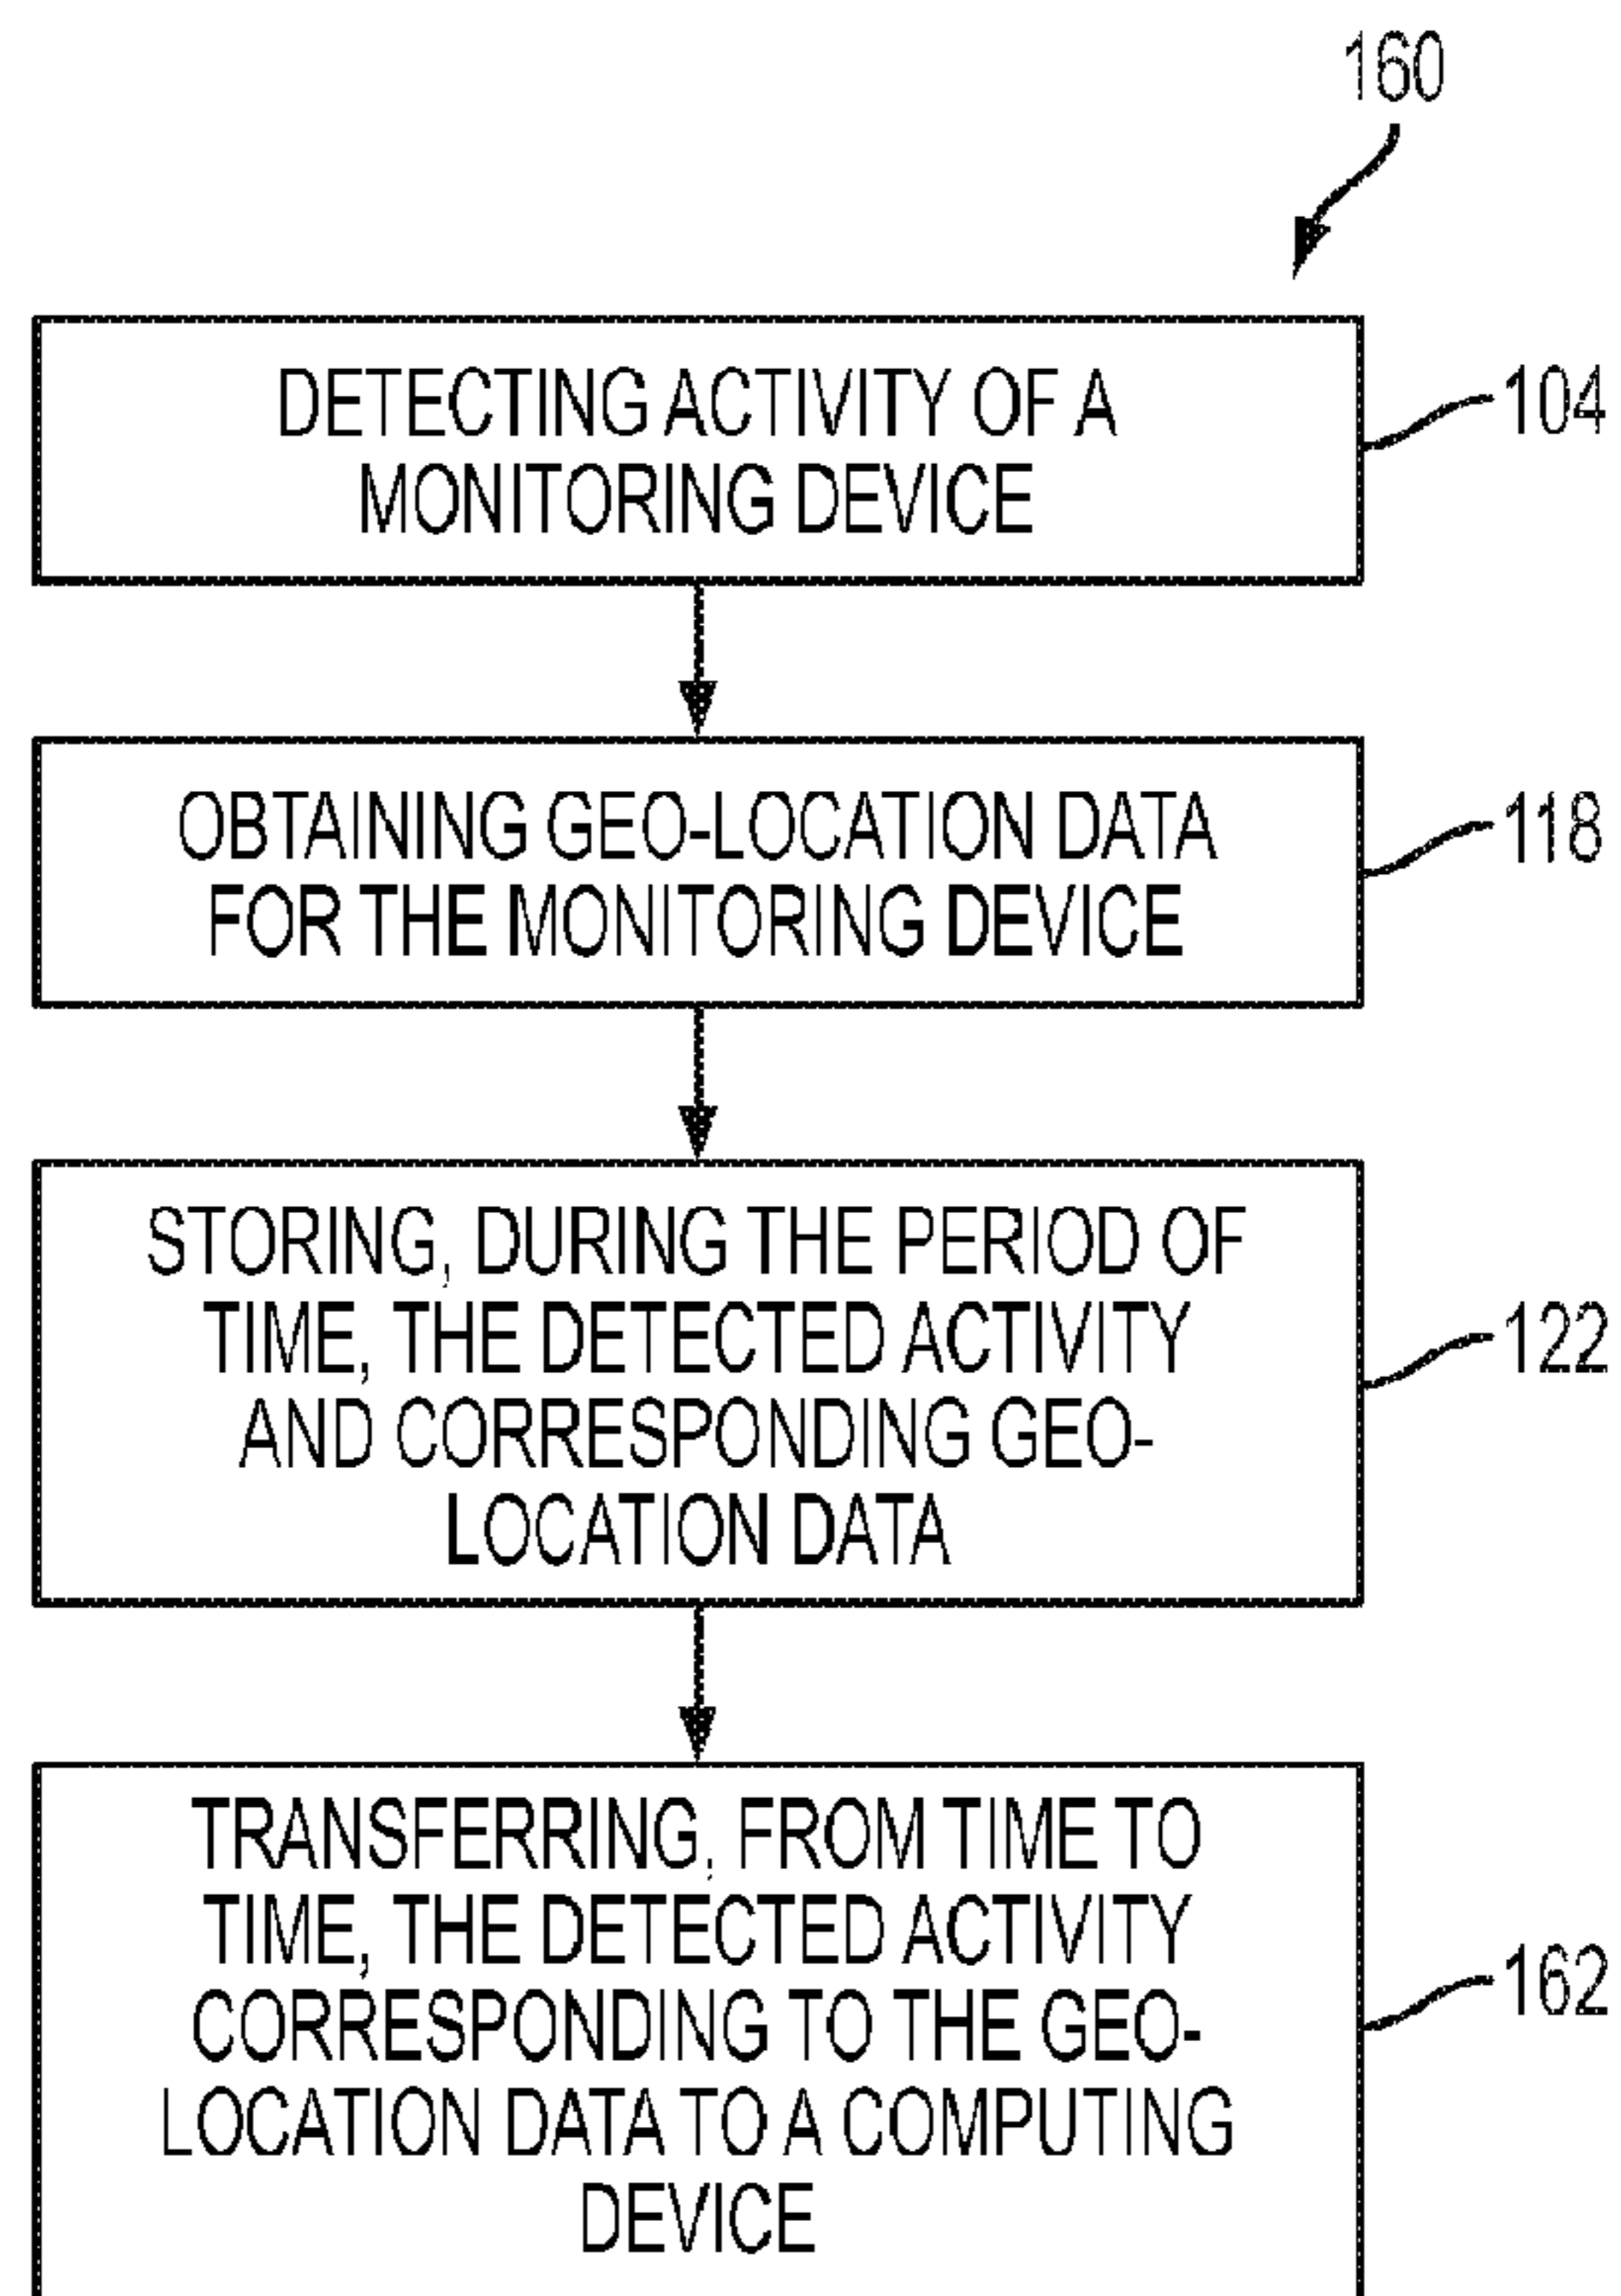 160
DETECTING ACTIVITY OF A
MONITORING DEVICE
104
OBTAINING GEO-LOCATION DATA
FOR THE MONITORING DEVICE
118
STORING, DURING THE PERIOD OF
TIME, THE DETECTED ACTIVITY
AND CORRESPONDING GEO-
LOCATION DATA
122
TRANSFERRING, FROM TIME TO
TIME, THE DETECTED ACTIVITY
CORRESPONDING TO THE GEO-
LOCATION DATA TO A COMPUTING
DEVICE
162